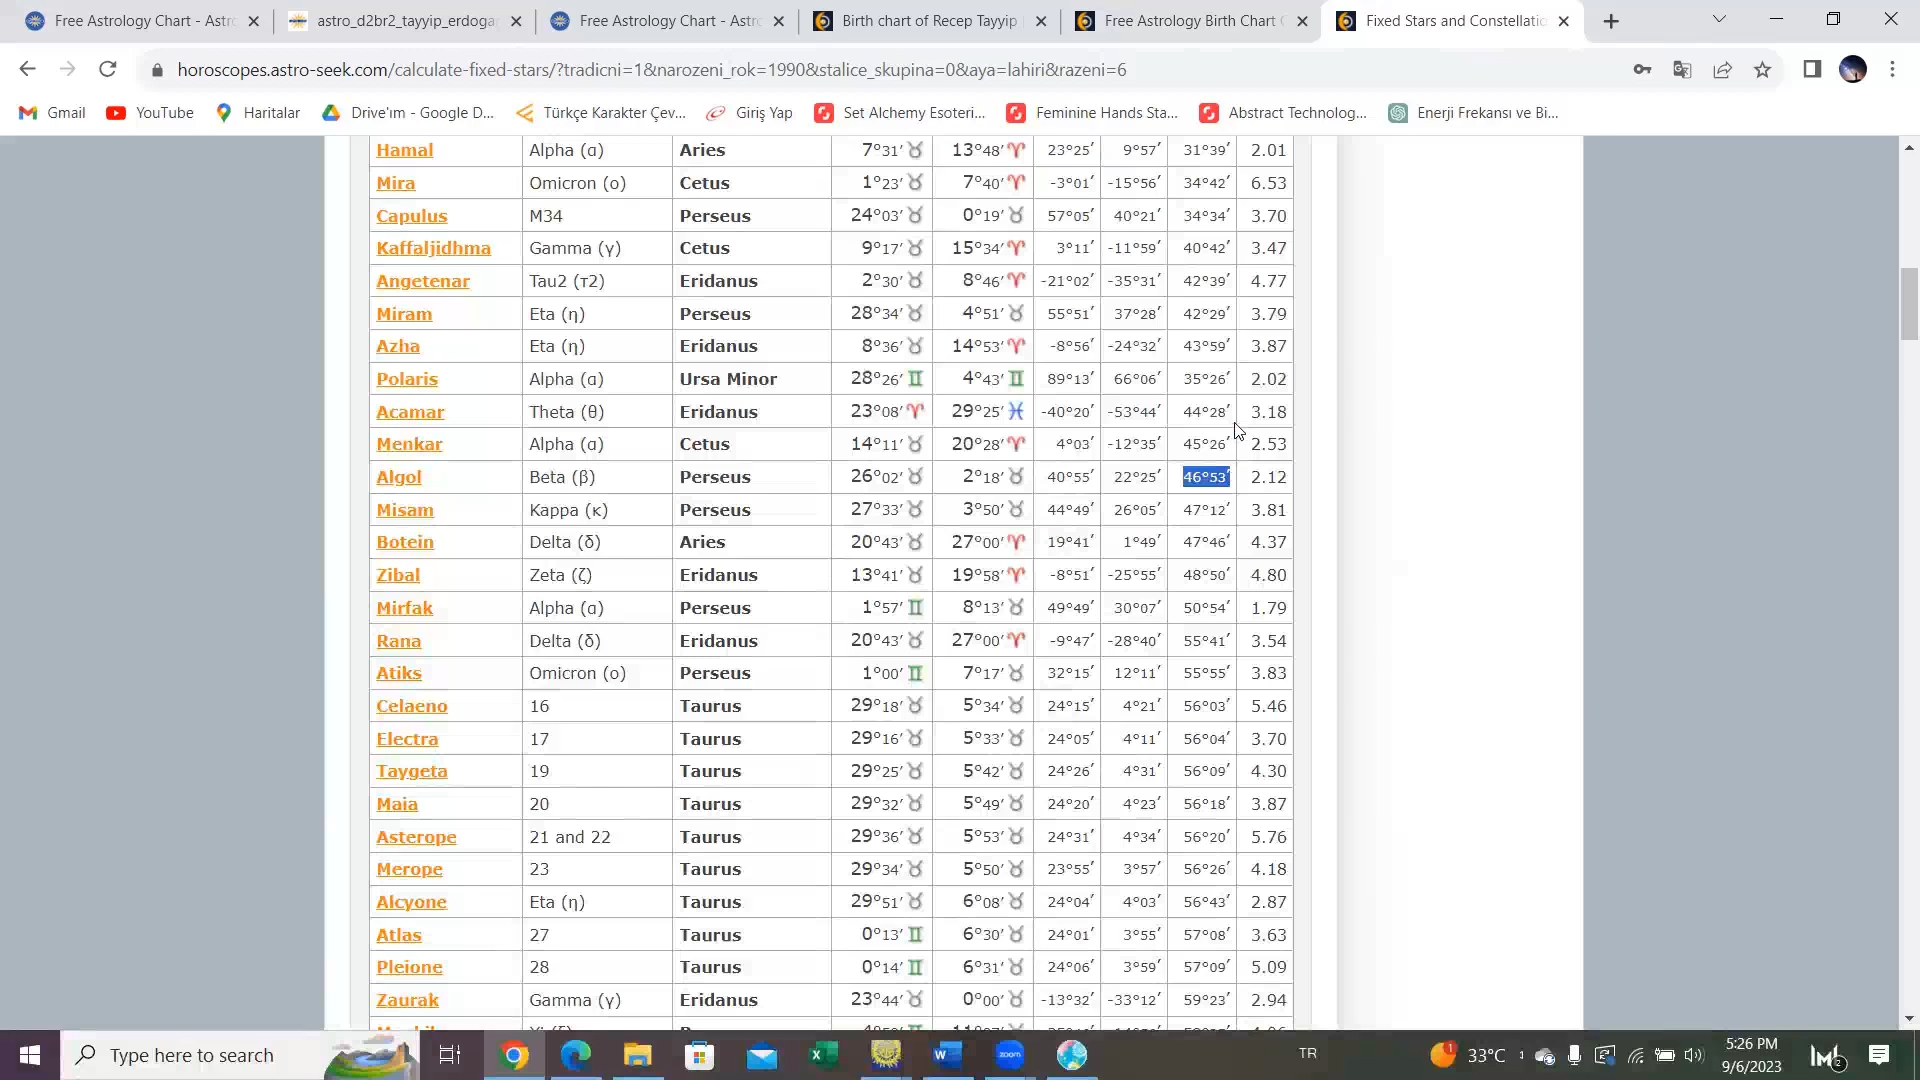 Free Astrology Chart - Astr
astro_d2br2_tayyip_erdoga
Free Astrology Chart - Astr
Birth chart of Recep Tayyip
Free Astrology Birth Chart
Fixed Stars and Constellatio
horoscopes.astro-seek.com/calculate-fixed-stars/?tradicni=1&narozeni_rok=1990&stalice_skupina=0&aya=lahiri&razeni=6
Gmail YouTube Haritalar Drive'ım - Google D... Türkçe Karakter Çev... Giriş Yap Set Alchemy Esoteri... Feminine Hands Sta... Abstract Technolog... Enerji Frekansı ve Bi...
Hamal Alpha (α) Aries 7°31′♉ 13°48′♈ 23°25′ 9°57′ 31°39′ 2.01
Mira Omicron (ο) Cetus 1°23′♉ 7°40′♈ -3°01′ -15°56′ 34°42′ 6.53
Capulus M34 Perseus 24°03′♉ 0°19′♉ 57°05′ 40°21′ 34°34′ 3.70
Kaffaljidhma Gamma (γ) Cetus 9°17′♉ 15°34′♈ 3°11′ -11°59′ 40°42′ 3.47
Angetenar Tau2 (τ2) Eridanus 2°30′♉ 8°46′♈ -21°02′ -35°31′ 42°39′ 4.77
Miram Eta (η) Perseus 28°34′♉ 4°51′♉ 55°51′ 37°28′ 42°29′ 3.79
Azha Eta (η) Eridanus 8°36′♉ 14°53′♈ -8°56′ -24°32′ 43°59′ 3.87
Polaris Alpha (α) Ursa Minor 28°26′♊ 4°43′♊ 89°13′ 66°06′ 35°26′ 2.02
Acamar Theta (θ) Eridanus 23°08′♈ 29°25′♓ -40°20′ -53°44′ 44°28′ 3.18
Menkar Alpha (α) Cetus 14°11′♉ 20°28′♈ 4°03′ -12°35′ 45°26′ 2.53
Algol Beta (β) Perseus 26°02′♉ 2°18′♉ 40°55′ 22°25′ 46°53′ 2.12
Misam Kappa (κ) Perseus 27°33′♉ 3°50′♉ 44°49′ 26°05′ 47°12′ 3.81
Botein Delta (δ) Aries 20°43′♉ 27°00′♈ 19°41′ 1°49′ 47°46′ 4.37
Zibal Zeta (ζ) Eridanus 13°41′♉ 19°58′♈ -8°51′ -25°55′ 48°50′ 4.80
Mirfak Alpha (α) Perseus 1°57′♊ 8°13′♉ 49°49′ 30°07′ 50°54′ 1.79
Rana Delta (δ) Eridanus 20°43′♉ 27°00′♈ -9°47′ -28°40′ 55°41′ 3.54
Atiks Omicron (ο) Perseus 1°00′♊ 7°17′♉ 32°15′ 12°11′ 55°55′ 3.83
Celaeno 16 Taurus 29°18′♉ 5°34′♉ 24°15′ 4°21′ 56°03′ 5.46
Electra 17 Taurus 29°16′♉ 5°33′♉ 24°05′ 4°11′ 56°04′ 3.70
Taygeta 19 Taurus 29°25′♉ 5°42′♉ 24°26′ 4°31′ 56°09′ 4.30
Maia 20 Taurus 29°32′♉ 5°49′♉ 24°20′ 4°23′ 56°18′ 3.87
Asterope 21 and 22 Taurus 29°36′♉ 5°53′♉ 24°31′ 4°34′ 56°20′ 5.76
Merope 23 Taurus 29°34′♉ 5°50′♉ 23°55′ 3°57′ 56°26′ 4.18
Alcyone Eta (η) Taurus 29°51′♉ 6°08′♉ 24°04′ 4°03′ 56°43′ 2.87
Atlas 27 Taurus 0°13′♊ 6°30′♉ 24°01′ 3°55′ 57°08′ 3.63
Pleione 28 Taurus 0°14′♊ 6°31′♉ 24°06′ 3°59′ 57°09′ 5.09
Zaurak Gamma (γ) Eridanus 23°44′♉ 0°00′♉ -13°32′ -33°12′ 59°23′ 2.94
Type here to search
TR
33°C
5:26 PM
9/6/2023